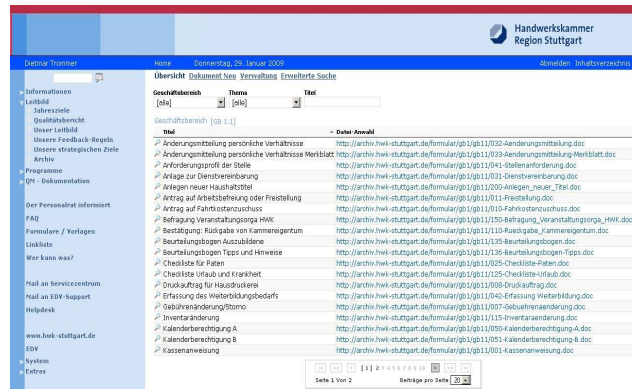 Handwerkskammer
Region Stuttgart
Dietmar Trommer Home Donnerstag, 29. Januar 2009 Abmelden Inhaltsverzeichnis
Übersicht Dokument Neu Verwaltung Erweiterte Suche
Geschäftsbereich Thema Titel
[alle] [alle]
Informationen
Leitbild
Jahresziele
Qualitätsbericht
Unser Leitbild
Unsere Feedback-Regeln
Unsere strategischen Ziele
Archiv
Programme
QM - Dokumentation
Der Personalrat informiert
FAQ
Formulare / Vorlagen
Linkliste
Wer kann was?
Mail an Servicezentrum
Mail an EDV-Support
Helpdesk
www.hwk-stuttgart.de
EDV
System
Extras
Geschäftsbereich [GB 1.1]
Titel Datei-Anwahl
Änderungsmitteilung persönliche Verhältnisse http://archiv.hwk-stuttgart.de/formular/gb1/gb11/032-Aenderungsmitteilung.doc
Änderungsmitteilung persönliche Verhältnisse Merkblatt http://archiv.hwk-stuttgart.de/formular/gb1/gb11/033-Aenderungsmitteilung-Merkblatt.doc
Anforderungsprofil der Stelle http://archiv.hwk-stuttgart.de/formular/gb1/gb11/041-Stellenanforderung.doc
Anlage zur Dienstvereinbarung http://archiv.hwk-stuttgart.de/formular/gb1/gb11/031-Dienstvereinbarung.doc
Anlegen neuer Haushaltstitel http://archiv.hwk-stuttgart.de/formular/gb1/gb11/200-Anlegen_neuer_Titel.doc
Antrag auf Arbeitsbefreiung oder Freistellung http://archiv.hwk-stuttgart.de/formular/gb1/gb11/011-Freistellung.doc
Antrag auf Fahrtkostenzuschuss http://archiv.hwk-stuttgart.de/formular/gb1/gb11/010-Fahrkostenzuschuss.doc
Befragung Veranstaltungsorga HWK http://archiv.hwk-stuttgart.de/formular/gb1/gb11/150-Befragung_Veranstaltungsorga_HWK.doc
Bestätigung: Rückgabe von Kammereigentum http://archiv.hwk-stuttgart.de/formular/gb1/gb11/110-Rueckgabe_Kammereigentum.doc
Beurteilungsbogen Auszubildene http://archiv.hwk-stuttgart.de/formular/gb1/gb11/135-Beurteilungsbogen.doc
Beurteilungsbogen Tipps und Hinweise http://archiv.hwk-stuttgart.de/formular/gb1/gb11/136-Beurteilungsbogen-Tipps.doc
Checkliste für Paten http://archiv.hwk-stuttgart.de/formular/gb1/gb11/025-Checkliste-Paten.doc
Checkliste Urlaub und Krankheit http://archiv.hwk-stuttgart.de/formular/gb1/gb11/125-Checkliste-Urlaub.doc
Druckauftrag für Hausdruckerei http://archiv.hwk-stuttgart.de/formular/gb1/gb11/008-Druckauftrag.doc
Erfassung des Weiterbildungsbedarfs http://archiv.hwk-stuttgart.de/formular/gb1/gb11/042-Erfassung Weiterbildung.doc
Gebührenänderung/Storno http://archiv.hwk-stuttgart.de/formular/gb1/gb11/007-Gebuehrenaenderung.doc
Inventaränderung http://archiv.hwk-stuttgart.de/formular/gb1/gb11/115-Inventaraenderung.doc
Kalenderberechtigung A http://archiv.hwk-stuttgart.de/formular/gb1/gb11/050-Kalenderberechtigung-A.doc
Kalenderberechtigung B http://archiv.hwk-stuttgart.de/formular/gb1/gb11/051-Kalenderberechtigung-B.doc
Kassenanweisung http://archiv.hwk-stuttgart.de/formular/gb1/gb11/001-Kassenanweisung.doc
[1] 2 3 4 5 6 7 8 9 10
Seite 1 Von 2 Beiträge pro Seite 20